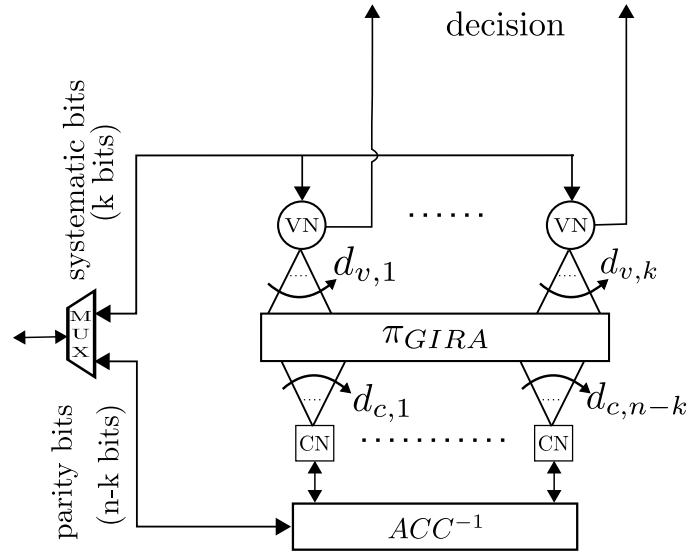 decision
systematic bits
(k bits)
VN
........
VN
....
d_{v,1}
....
d_{v,k}
MUX
π_{GIRA}
....
d_{c,1}
....
d_{c,n-k}
CN
................
CN
parity bits
(n-k bits)
ACC^{-1}